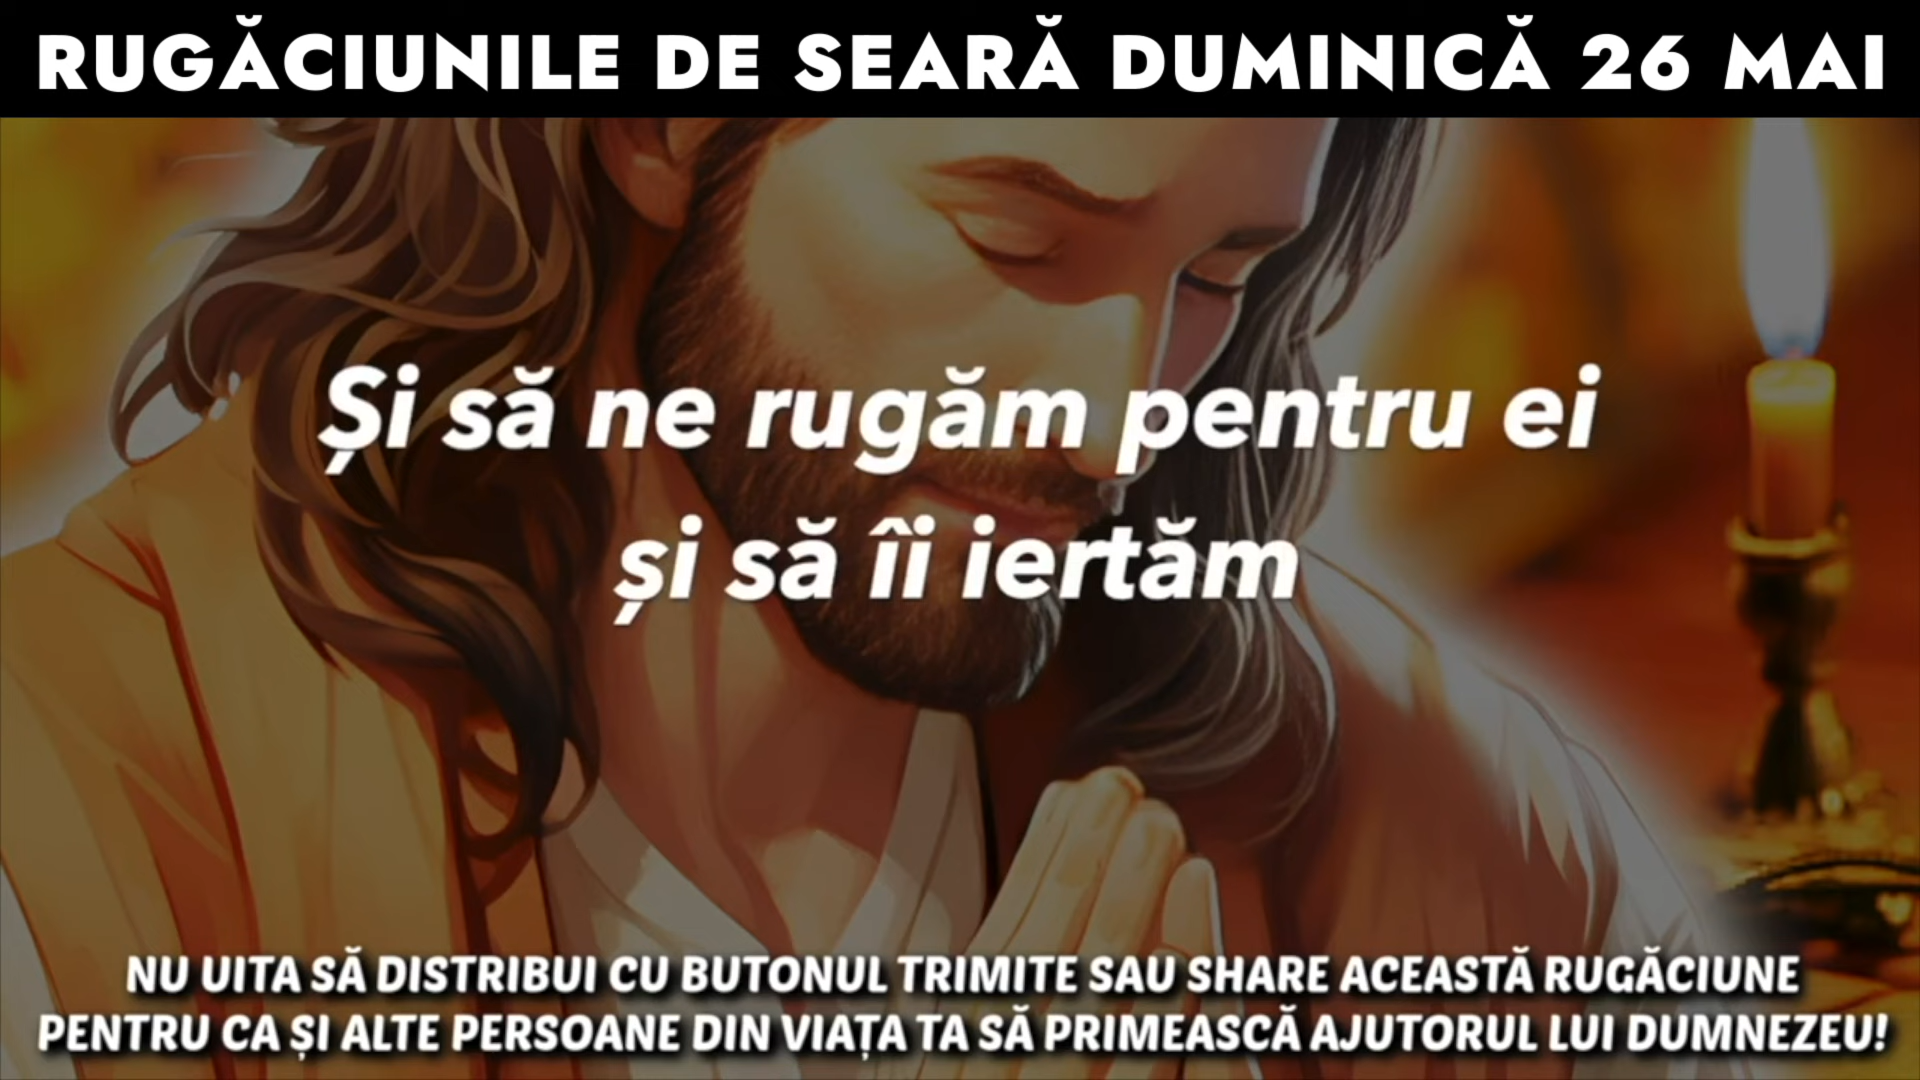 RUGĂCIUNILE DE SEARĂ DUMINICĂ 26 MAI
Și să ne rugăm pentru ei
și să îi iertăm
NU UITA SĂ DISTRIBUI CU BUTONUL TRIMITE SAU SHARE ACEASTĂ RUGĂCIUNE
PENTRU CA ȘI ALTE PERSOANE DIN VIAȚA TA SĂ PRIMEASCĂ AJUTORUL LUI DUMNEZEU!